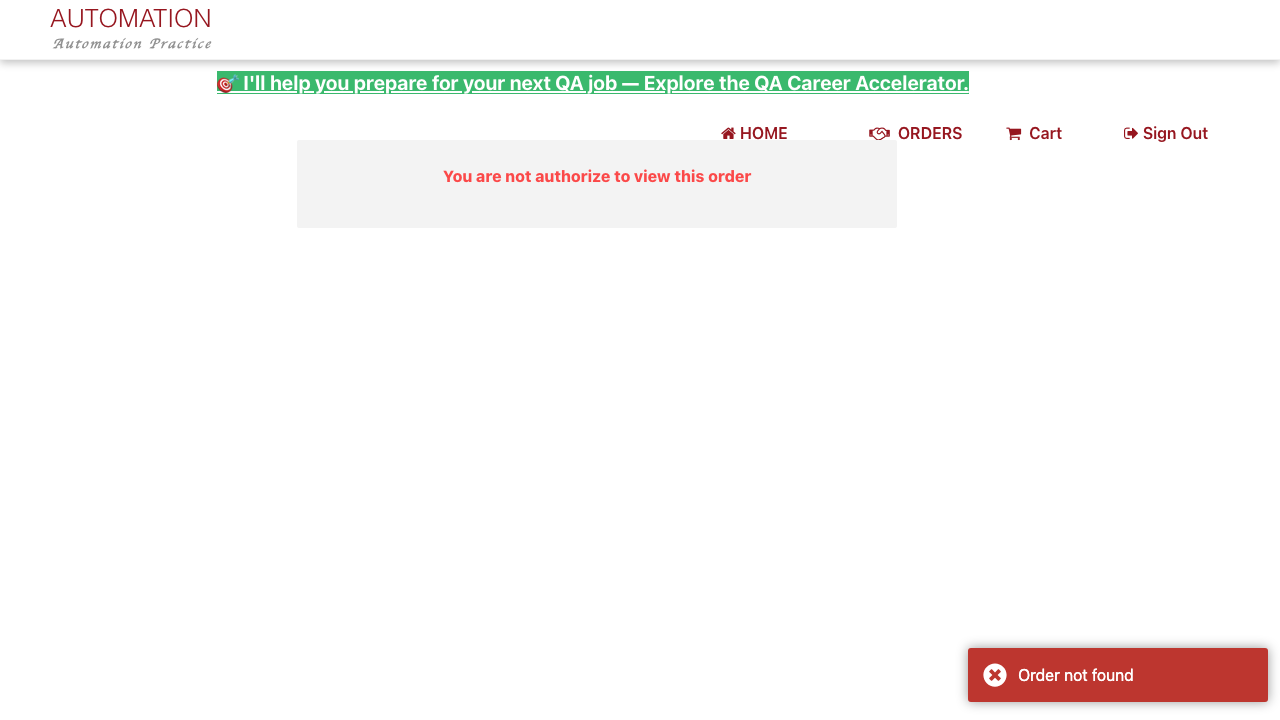 AUTOMATION
Automation Practice
🎯 I'll help you prepare for your next QA job — Explore the QA Career Accelerator.
HOME ORDERS Cart Sign Out
You are not authorize to view this order
Order not found